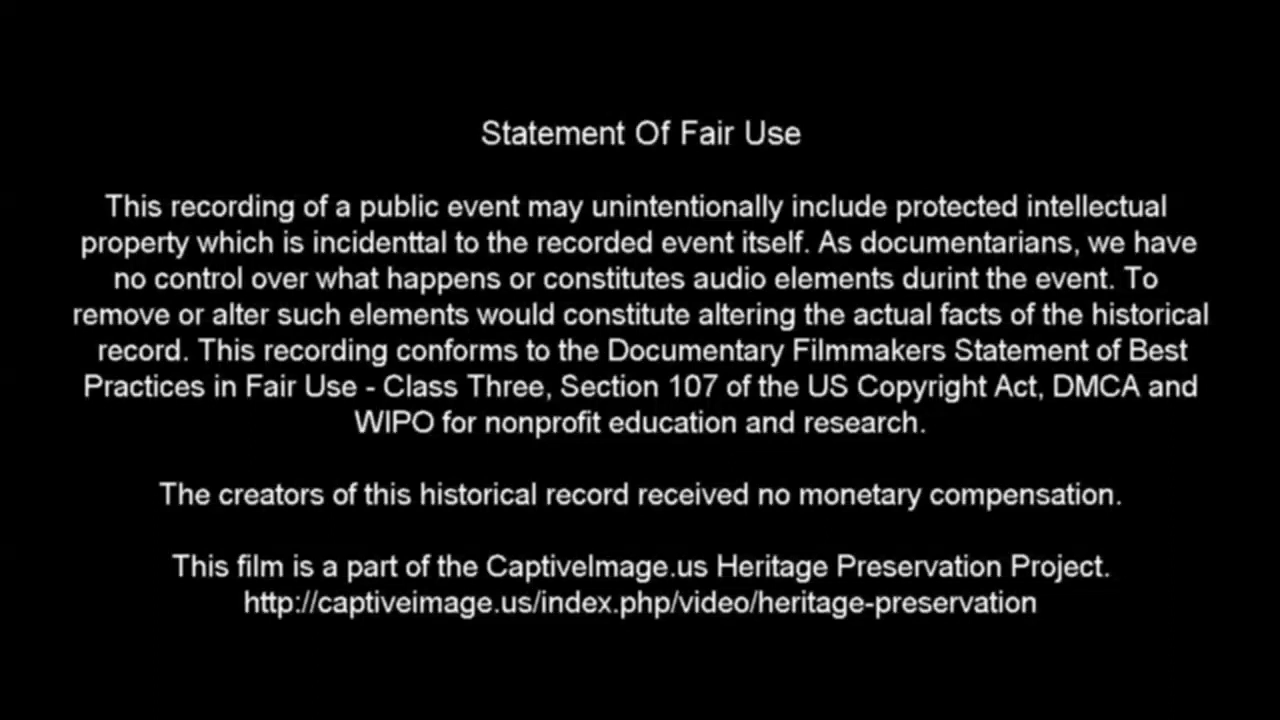 Statement Of Fair Use
This recording of a public event may unintentionally include protected intellectual
property which is incidenttal to the recorded event itself. As documentarians, we have
no control over what happens or constitutes audio elements durint the event. To
remove or alter such elements would constitute altering the actual facts of the historical
record. This recording conforms to the Documentary Filmmakers Statement of Best
Practices in Fair Use - Class Three, Section 107 of the US Copyright Act, DMCA and
WIPO for nonprofit education and research.
The creators of this historical record received no monetary compensation.
This film is a part of the CaptiveImage.us Heritage Preservation Project.
http://captiveimage.us/index.php/video/heritage-preservation